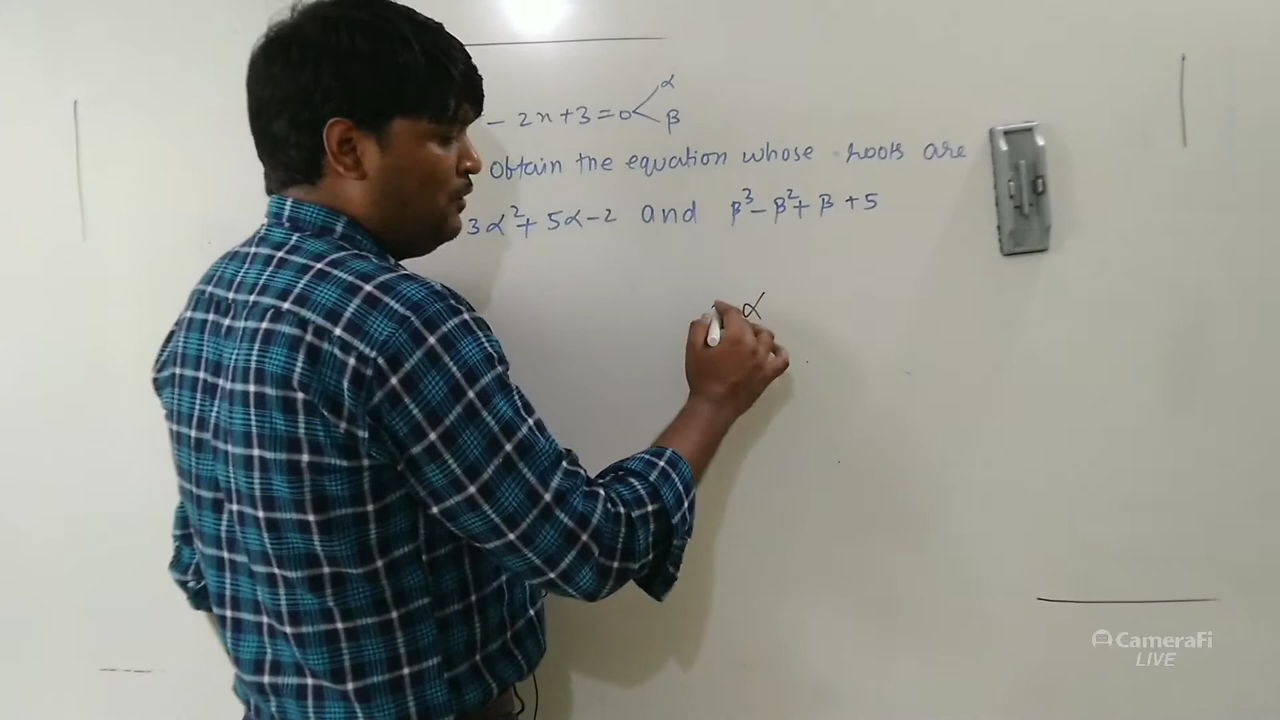 - 2x+3=0 < α
β
obtain the equation whose roots are
3α²+ 5α-2 and β³-β²+ β +5
α
CameraFi
LIVE